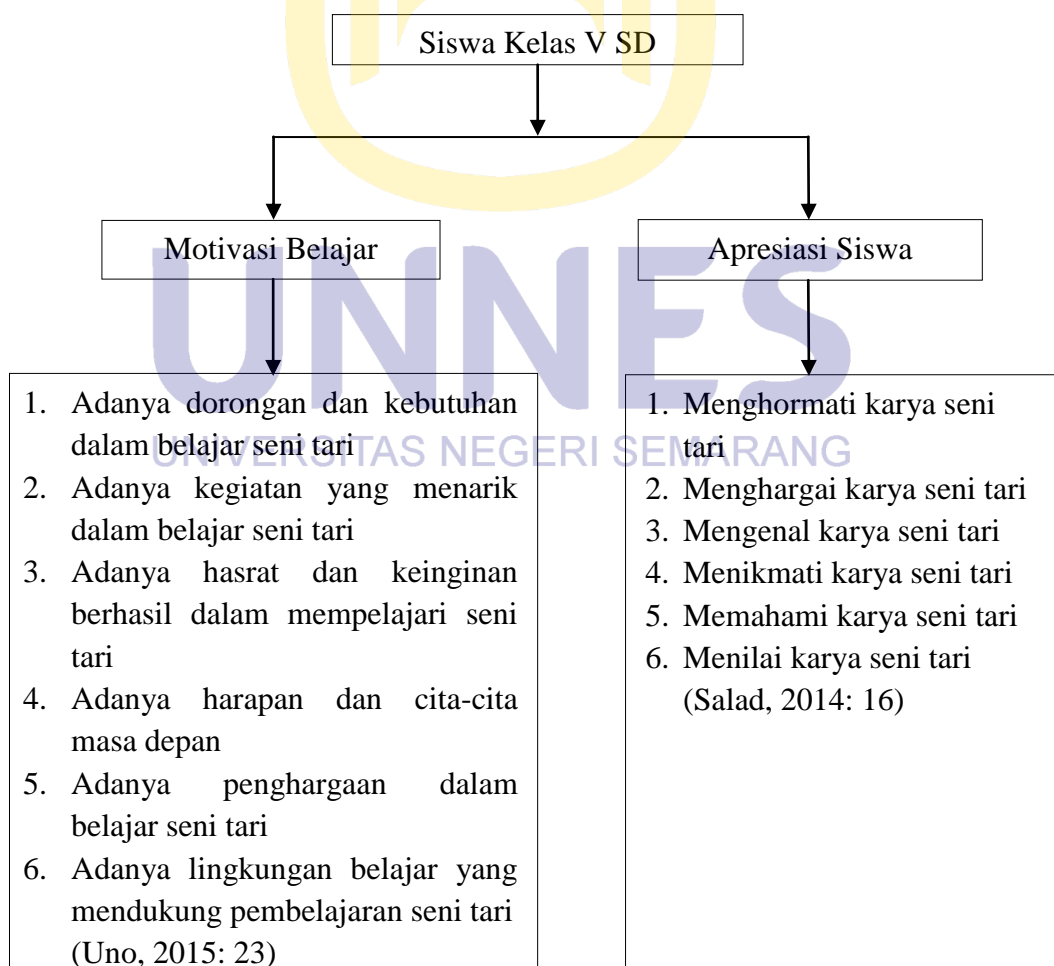 Siswa Kelas V SD
Motivasi Belajar
Apresiasi Siswa
UNNES
UNIVERSITAS NEGERI SEMARANG
1. Adanya dorongan dan kebutuhan
dalam belajar seni tari
2. Adanya kegiatan yang menarik
dalam belajar seni tari
3. Adanya hasrat dan keinginan
berhasil dalam mempelajari seni
tari
4. Adanya harapan dan cita-cita
masa depan
5. Adanya penghargaan dalam
belajar seni tari
6. Adanya lingkungan belajar yang
mendukung pembelajaran seni tari
(Uno, 2015: 23)
1. Menghormati karya seni
tari
2. Menghargai karya seni tari
3. Mengenal karya seni tari
4. Menikmati karya seni tari
5. Memahami karya seni tari
6. Menilai karya seni tari
(Salad, 2014: 16)